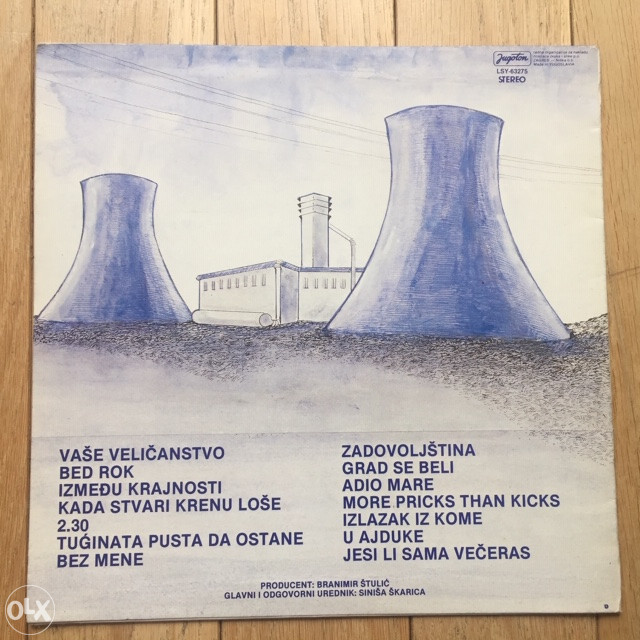 Jugoton
LSY-63275
STEREO
VAŠE VELIČANSTVO
BED ROK
IZMEĐU KRAJNOSTI
KADA STVARI KRENU LOŠE
2.30
TUĢINATA PUSTA DA OSTANE
BEZ MENE
ZADOVOLJŠTINA
GRAD SE BELI
ADIO MARE
MORE PRICKS THAN KICKS
IZLAZAK IZ KOME
U AJDUKE
JESI LI SAMA VEČERAS
PRODUCENT: BRANIMIR ŠTULIĆ
GLAVNI I ODGOVORNI UREDNIK: SINIŠA ŠKARICA
OLX